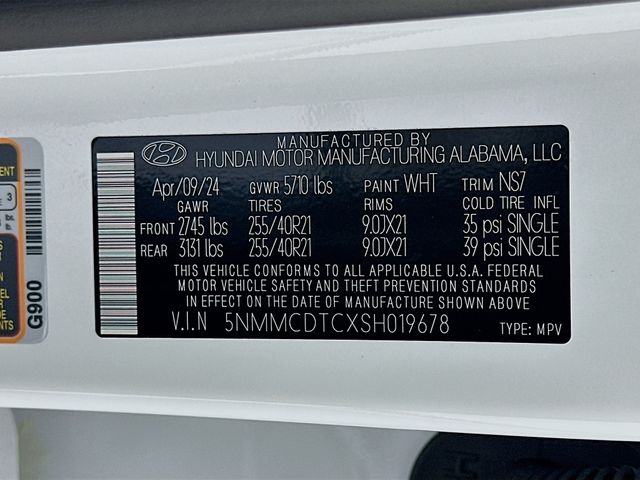 MANUFACTURED BY
HYUNDAI MOTOR MANUFACTURING ALABAMA, LLC
Apr/09/24 GVWR 5710 lbs PAINT WHT TRIM NS7
GAWR TIRES RIMS COLD TIRE INFL
FRONT 2745 lbs 255/40R21 9.0JX21 35 psi SINGLE
REAR 3131 lbs 255/40R21 9.0JX21 39 psi SINGLE
THIS VEHICLE CONFORMS TO ALL APPLICABLE U.S.A. FEDERAL
MOTOR VEHICLE SAFETY AND THEFT PREVENTION STANDARDS
IN EFFECT ON THE DATE OF MANUFACTURE SHOWN ABOVE
V.I.N 5NMMCDTCXSH019678 TYPE: MPV
G900
3
lbs.